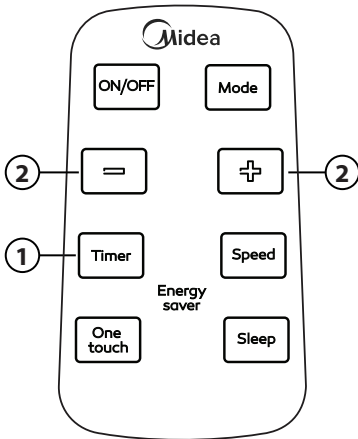 Midea
ON/OFF
Mode
2
2
1
Timer
Speed
Energy
saver
One
touch
Sleep